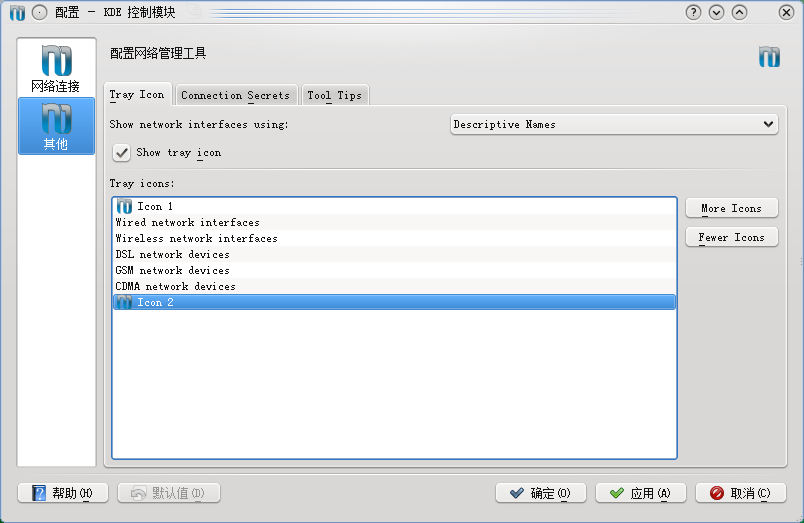 配置 – KDE 控制模块
网络连接
其他
配置网络管理工具
Tray Icon
Connection Secrets
Tool Tips
Show network interfaces using:
Descriptive Names
Show tray icon
Tray icons:
Icon 1
Wired network interfaces
Wireless network interfaces
DSL network devices
GSM network devices
CDMA network devices
Icon 2
More Icons
Fewer Icons
帮助(H)
默认值(D)
确定(O)
应用(A)
取消(C)